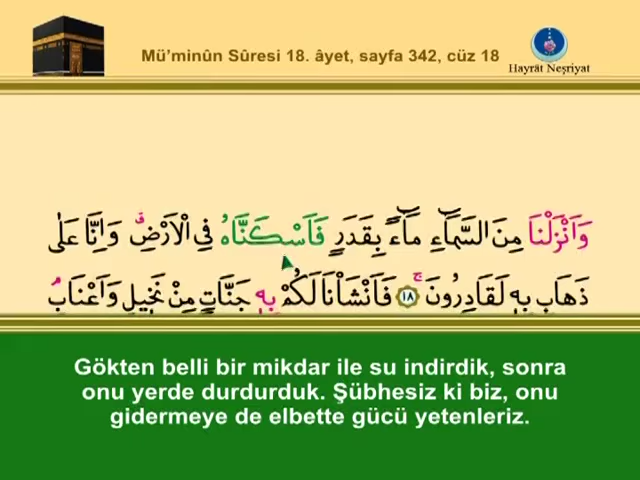 Mü’minûn Sûresi 18. âyet, sayfa 342, cüz 18
Hayrât Neşriyat
وَاَنْزَلْنَا مِنَ السَّمَٓاءِ مَٓاءً بِقَدَرٍ فَاَسْكَنَّاهُ فِي الْاَرْضِۗ وَاِنَّا عَلٰى
ذَهَابٍ بِه۪ لَقَادِرُونَۚ ﴿١٨﴾ فَاَنْشَأْنَا لَكُمْ بِه۪ جَنَّاتٍ مِنْ نَخ۪يلٍ وَاَعْنَابٍۢ
Gökten belli bir mikdar ile su indirdik, sonra
onu yerde durdurduk. Şübhesiz ki biz, onu
gidermeye de elbette gücü yetenleriz.